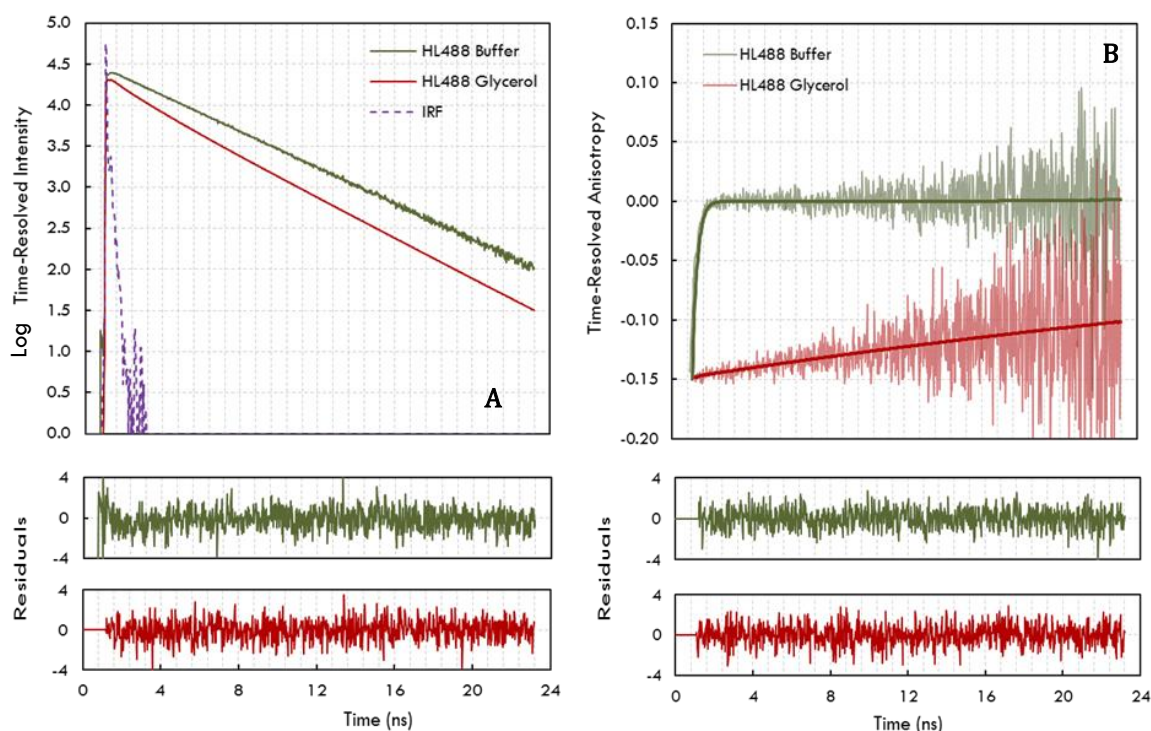 5.0
4.5
4.0
3.5
3.0
2.5
2.0
1.5
1.0
0.5
0.0
Log Time-Resolved Intensity
HL488 Buffer
HL488 Glycerol
IRF
A
4
0
-4
Residuals
4
0
-4
Residuals
0 4 8 12 16 20 24
Time (ns)
0.15
0.10
0.05
0.00
-0.05
-0.10
-0.15
-0.20
Time-Resolved Anisotropy
HL488 Buffer
HL488 Glycerol
-0.15
B
4
0
-4
Residuals
4
0
-4
Residuals
0 4 8 12 16 20 24
Time (ns)